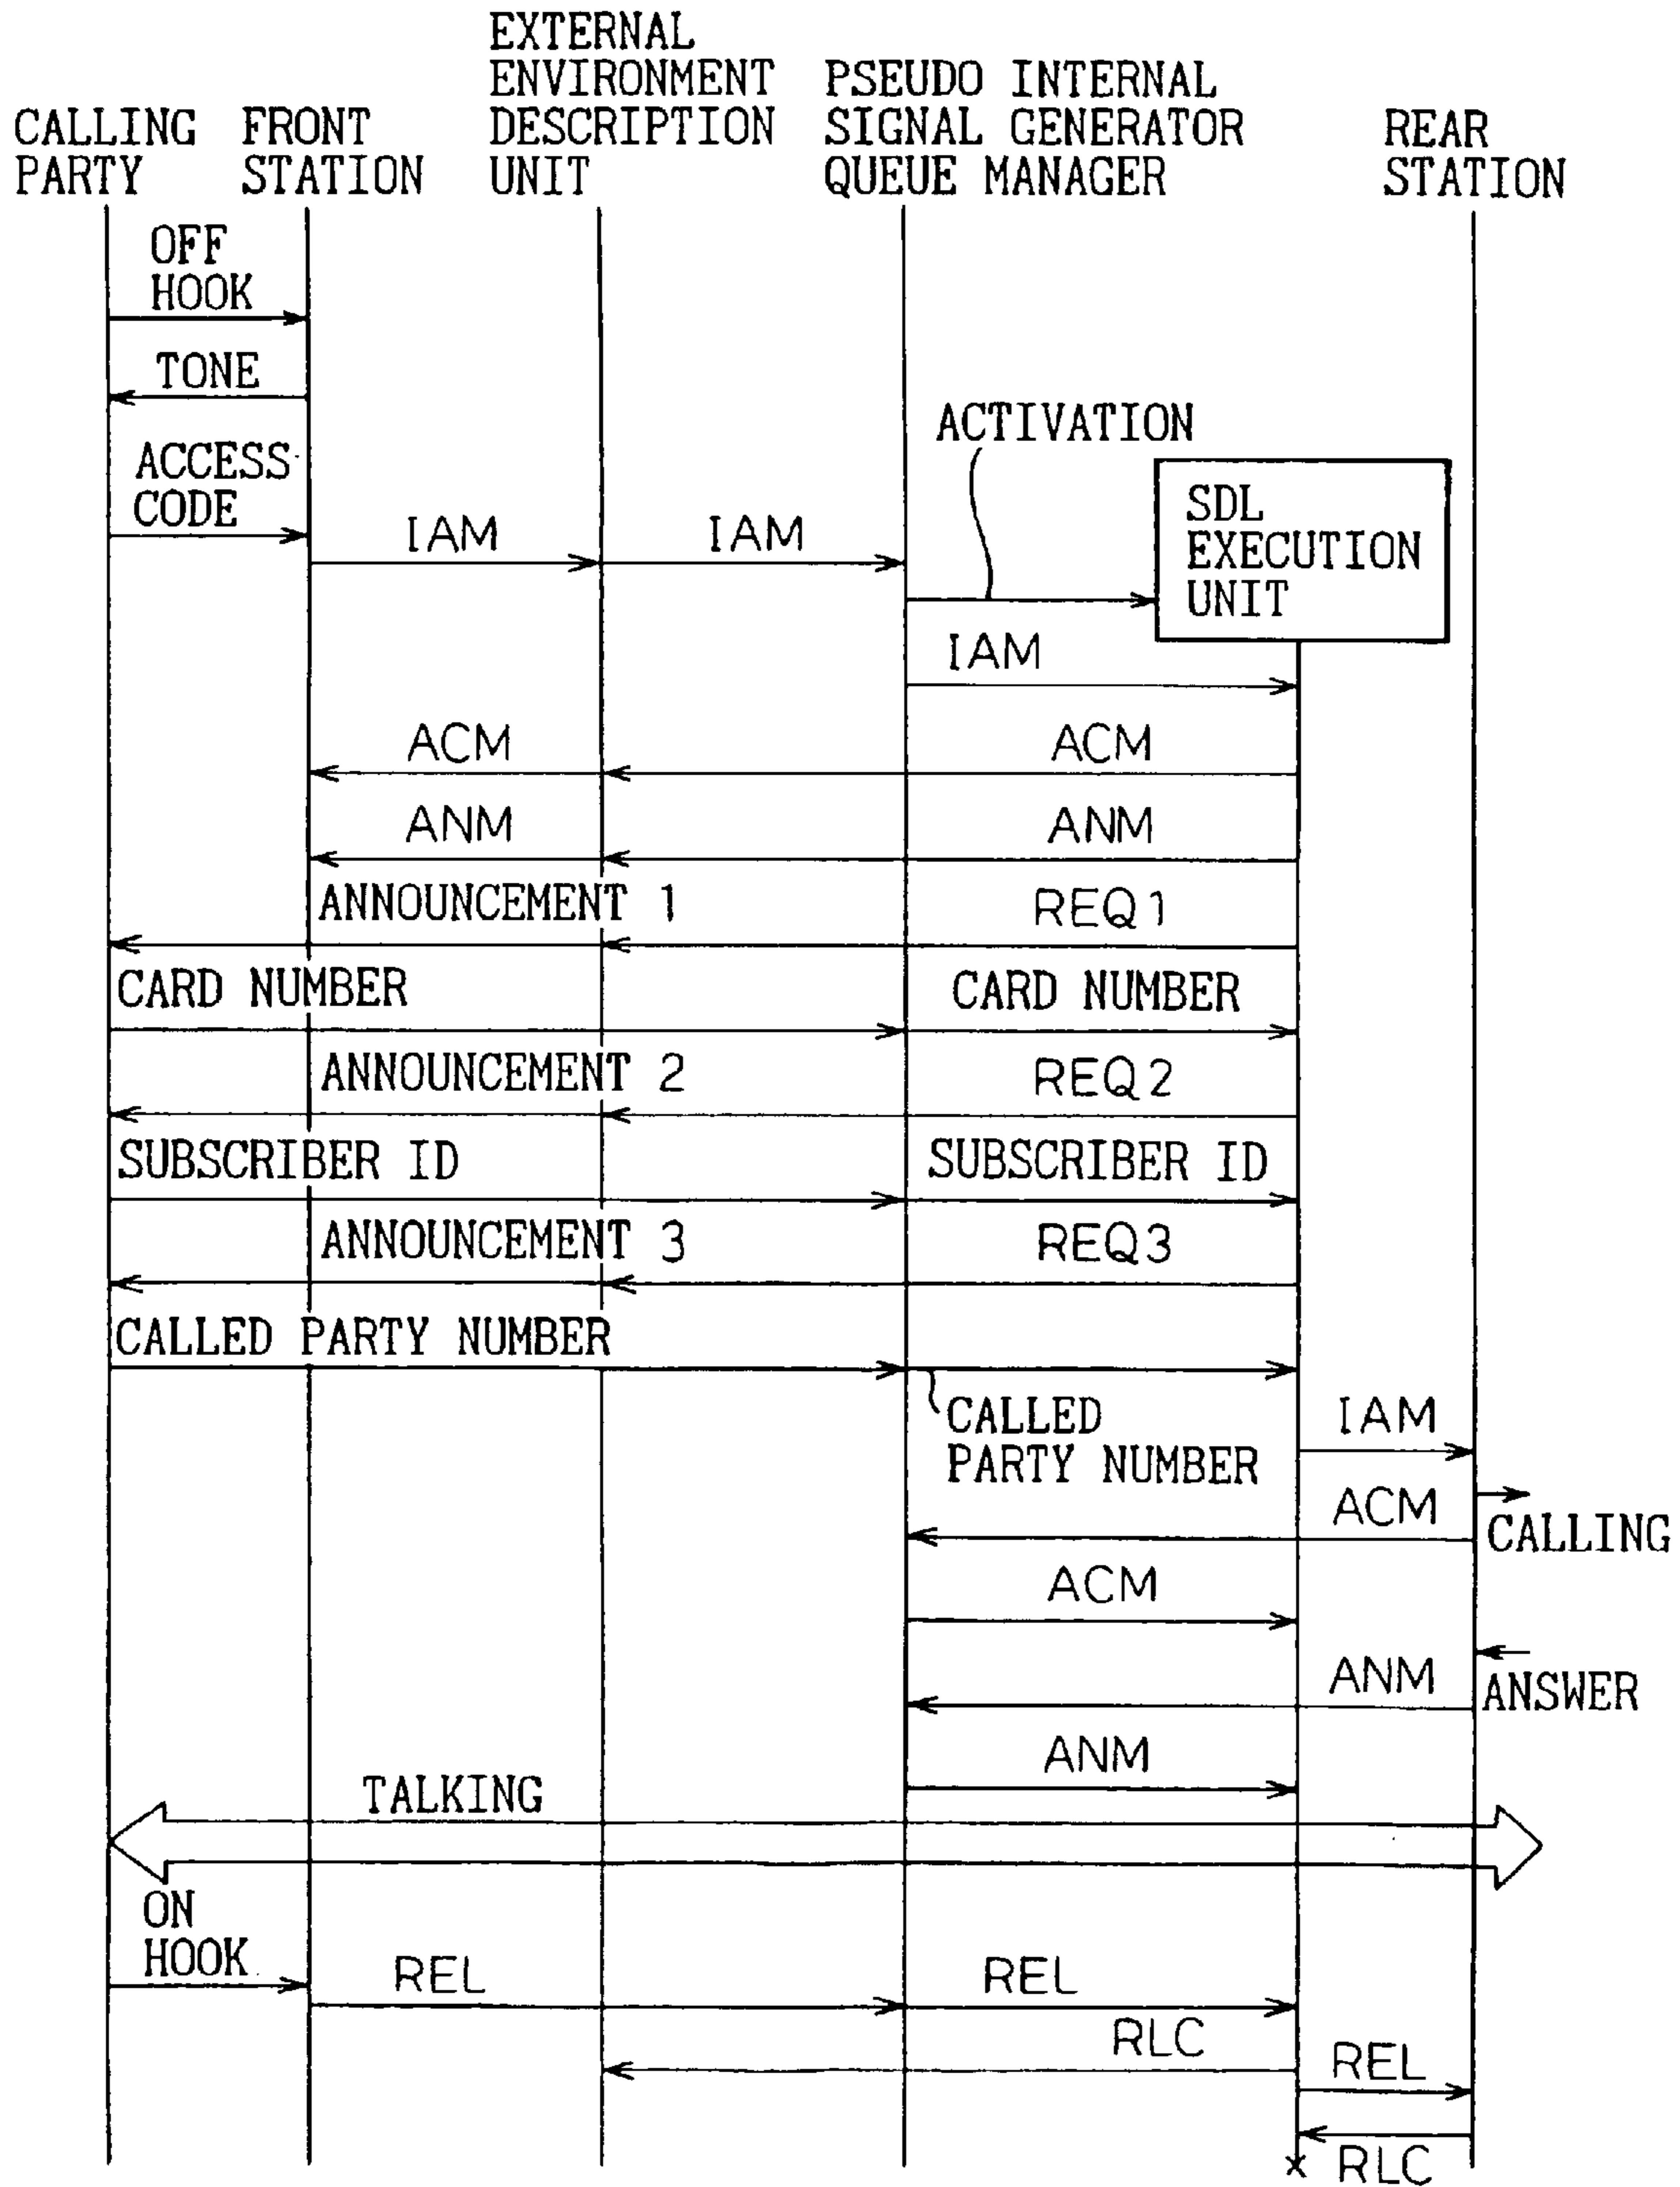 EXTERNAL
ENVIRONMENT
DESCRIPTION
UNIT
PSEUDO INTERNAL
SIGNAL GENERATOR
QUEUE MANAGER
CALLING
PARTY
FRONT
STATION
REAR
STATION
OFF
HOOK
TONE
ACTIVATION
ACCESS
CODE
IAM
IAM
SDL
EXECUTION
UNIT
IAM
ACM
ACM
ANM
ANM
ANNOUNCEMENT 1
REQ1
CARD NUMBER
CARD NUMBER
ANNOUNCEMENT 2
REQ2
SUBSCRIBER ID
SUBSCRIBER ID
ANNOUNCEMENT 3
REQ3
CALLED PARTY NUMBER
CALLED
PARTY NUMBER
IAM
ACM
CALLING
ACM
ANM
ANSWER
ANM
TALKING
ON
HOOK
REL
REL
RLC
REL
RLC